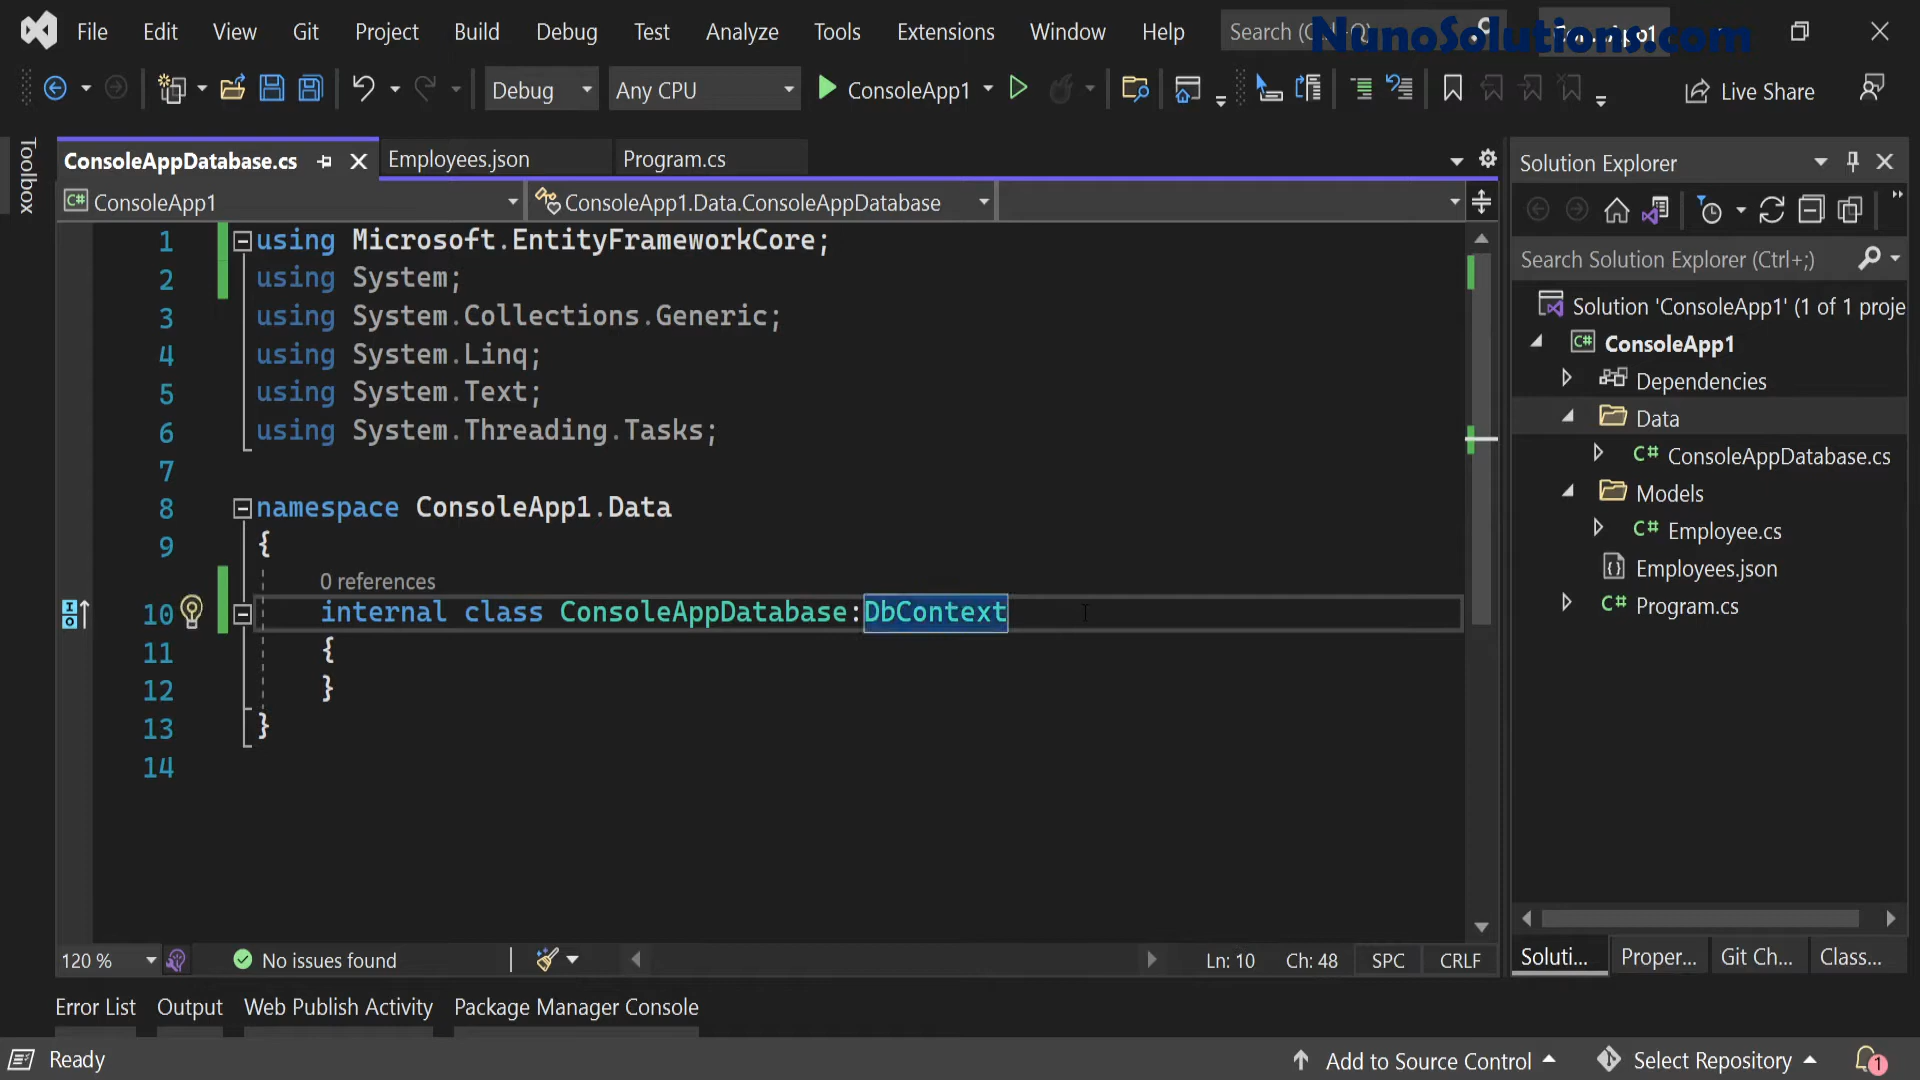 File Edit View Git Project Build Debug Test Analyze Tools Extensions Window Help Search (Ctrl+Q)
NunoSolutions.com
Debug Any CPU ConsoleApp1 Live Share
Toolbox
ConsoleAppDatabase.cs Employees.json Program.cs
ConsoleApp1 ConsoleApp1.Data.ConsoleAppDatabase
1 using Microsoft.EntityFrameworkCore;
2 using System;
3 using System.Collections.Generic;
4 using System.Linq;
5 using System.Text;
6 using System.Threading.Tasks;
7
8 namespace ConsoleApp1.Data
9 {
0 references
10 internal class ConsoleAppDatabase:DbContext
11 {
12 }
13 }
14
120 % No issues found Ln: 10 Ch: 48 SPC CRLF
Solution Explorer
Search Solution Explorer (Ctrl+;)
Solution 'ConsoleApp1' (1 of 1 proje
ConsoleApp1
Dependencies
Data
ConsoleAppDatabase.cs
Models
Employee.cs
Employees.json
Program.cs
Soluti... Proper... Git Ch... Class...
Error List Output Web Publish Activity Package Manager Console
Ready Add to Source Control Select Repository 1